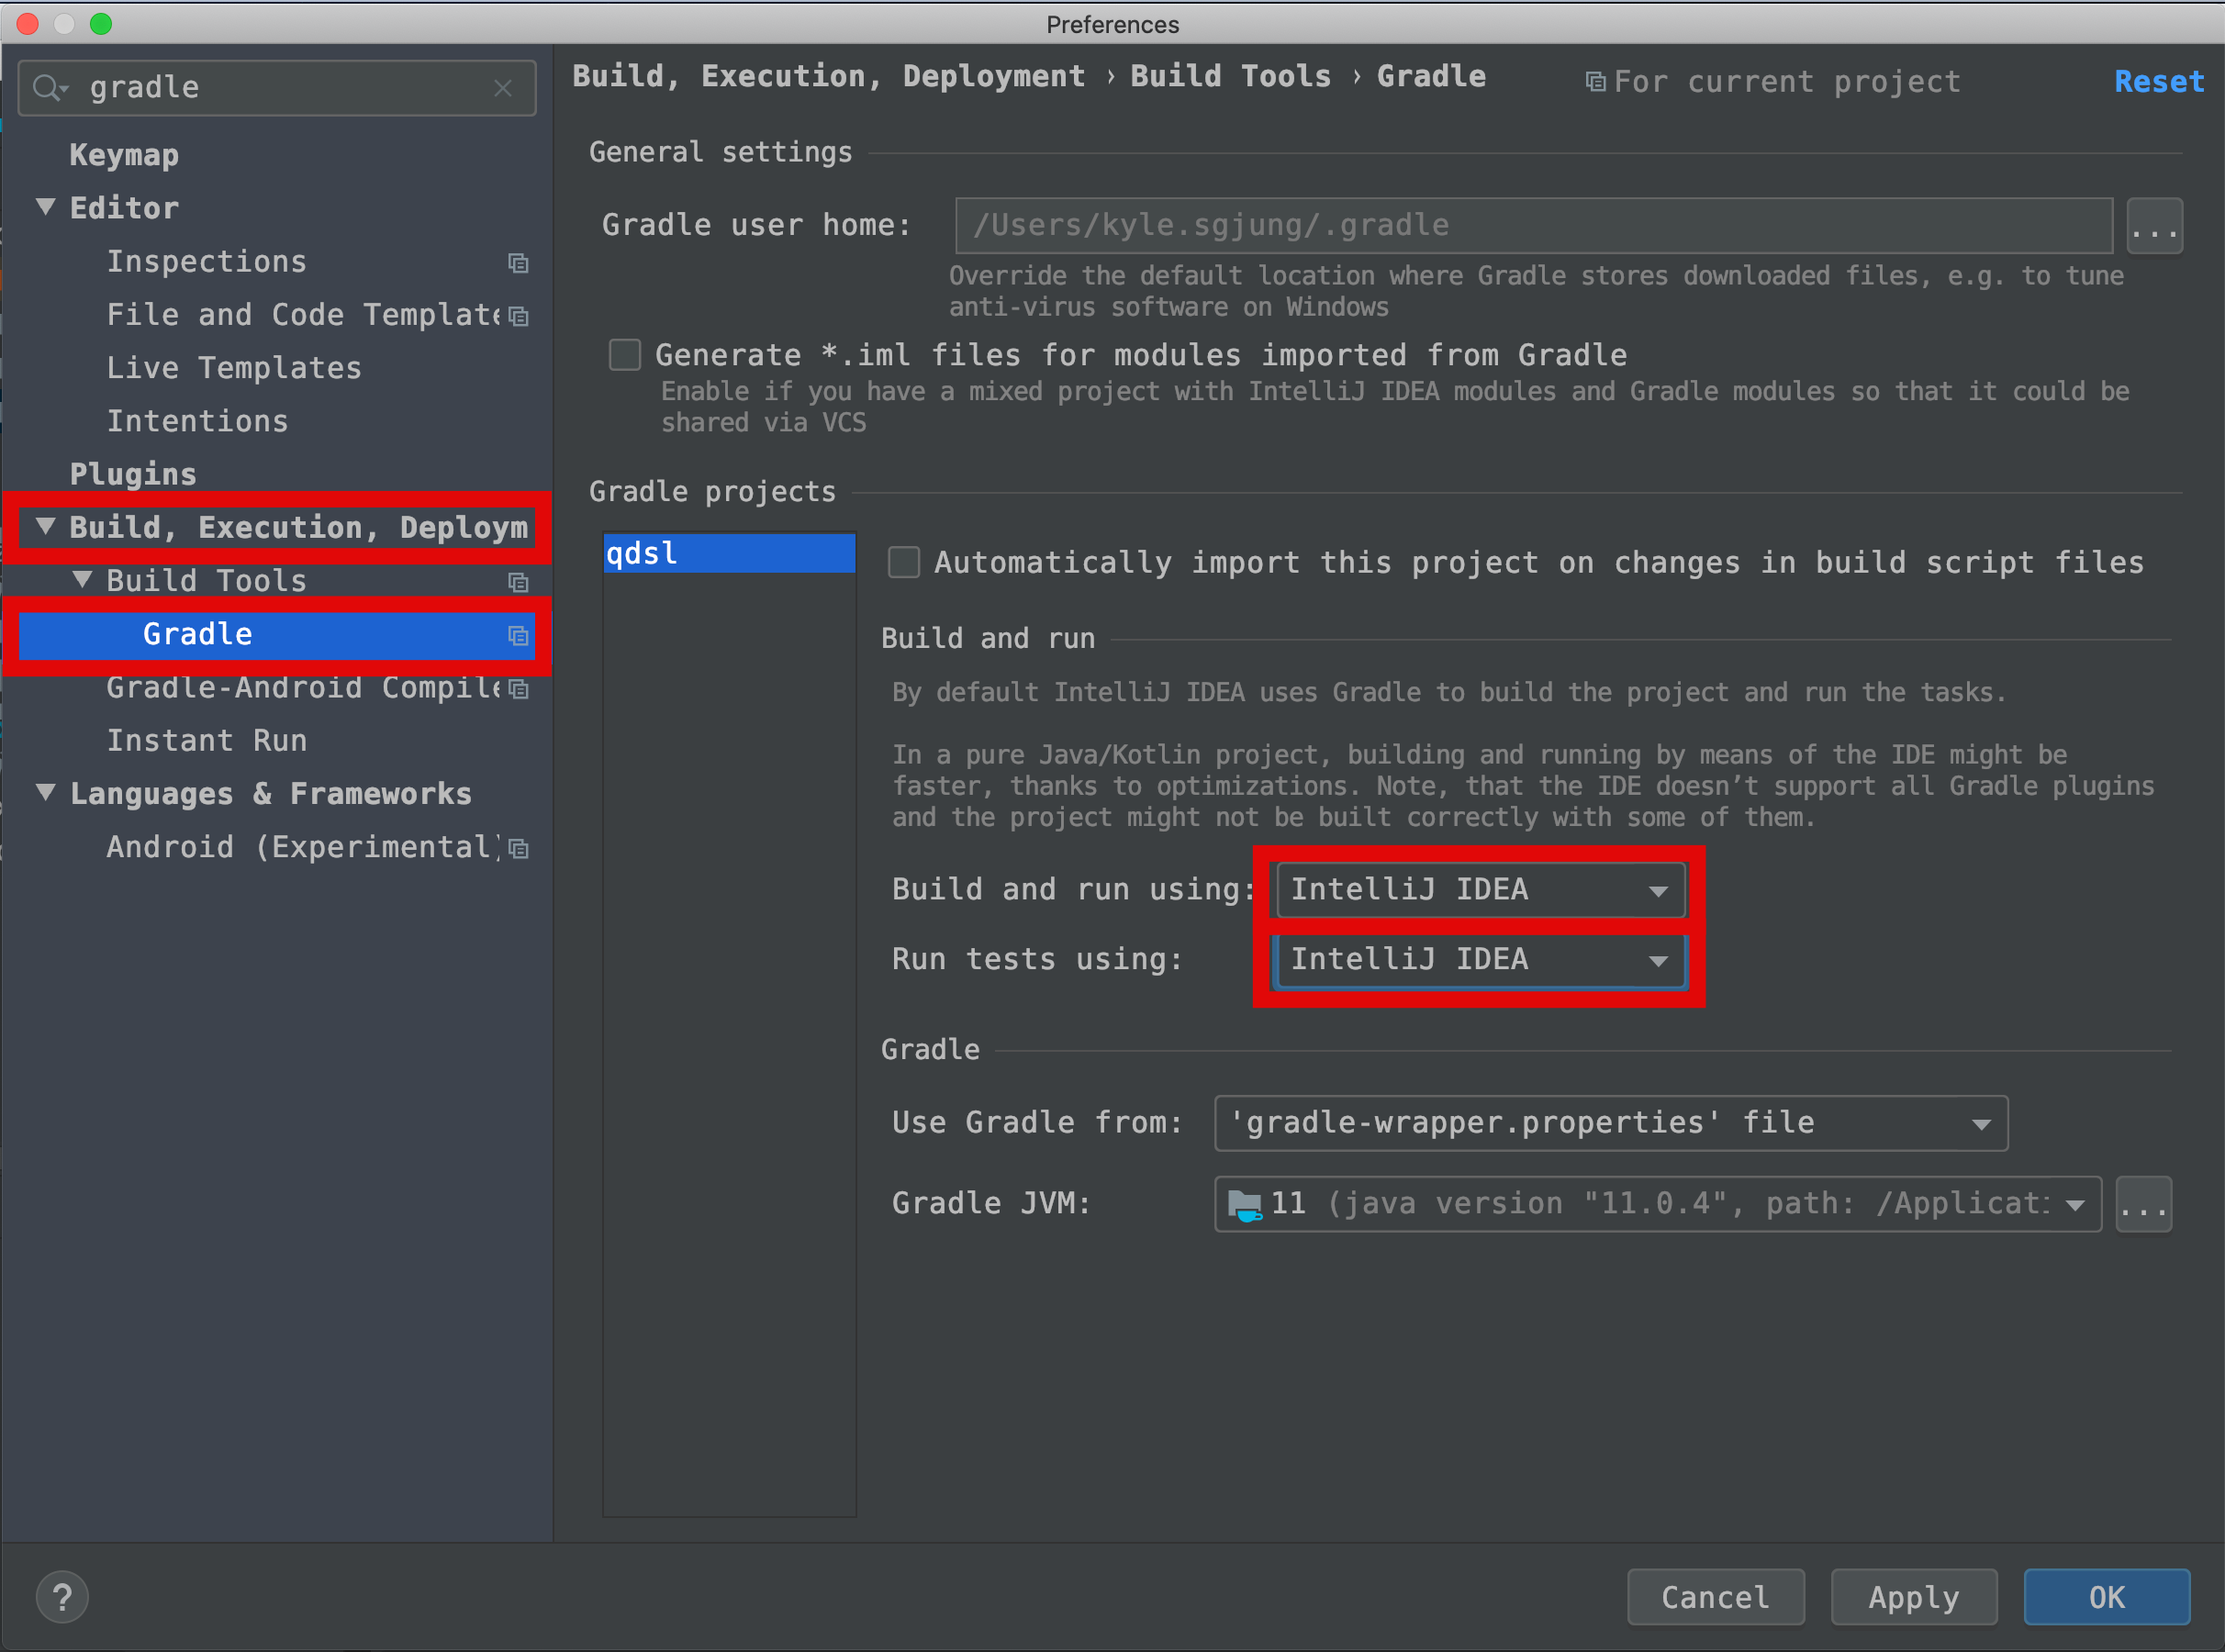 Preferences
gradle
Keymap
Editor
Inspections
File and Code Template
Live Templates
Intentions
Plugins
Build, Execution, Deploym
Build Tools
Gradle
Gradle-Android Compile
Instant Run
Languages & Frameworks
Android (Experimental)
Build, Execution, Deployment › Build Tools › Gradle
For current project
Reset
General settings
Gradle user home:
/Users/kyle.sgjung/.gradle
...
Override the default location where Gradle stores downloaded files, e.g. to tune
anti-virus software on Windows
Generate *.iml files for modules imported from Gradle
Enable if you have a mixed project with IntelliJ IDEA modules and Gradle modules so that it could be
shared via VCS
Gradle projects
qdsl
Automatically import this project on changes in build script files
Build and run
By default IntelliJ IDEA uses Gradle to build the project and run the tasks.
In a pure Java/Kotlin project, building and running by means of the IDE might be
faster, thanks to optimizations. Note, that the IDE doesn’t support all Gradle plugins
and the project might not be built correctly with some of them.
Build and run using: IntelliJ IDEA
Run tests using: IntelliJ IDEA
Gradle
Use Gradle from: 'gradle-wrapper.properties' file
Gradle JVM: 11 (java version "11.0.4", path: /Applicati
...
?
Cancel
Apply
OK